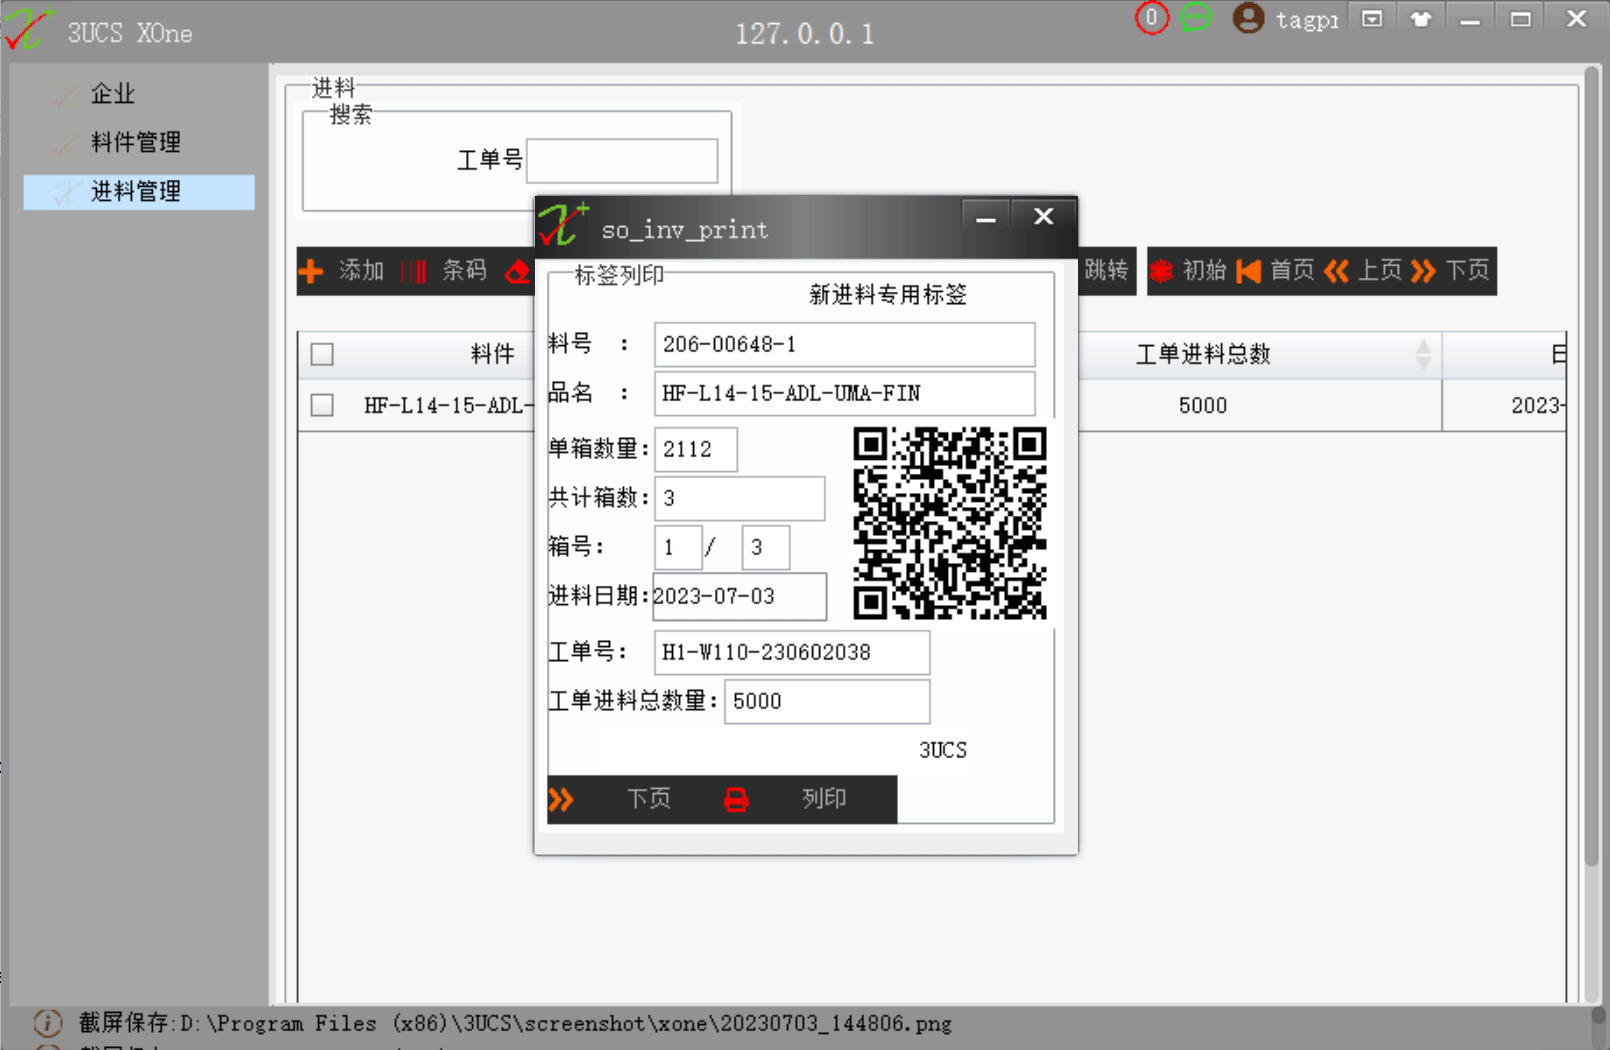 3UCS XOne
127.0.0.1
0
tagpr
企业
料件管理
进料管理
进料
搜索
工单号
添加 条码
跳转
初始 首页 上页 下页
料件
工单进料总数
HF-L14-15-ADL-
5000
2023-
so_inv_print
标签列印
新进料专用标签
料号 : 206-00648-1
品名 : HF-L14-15-ADL-UMA-FIN
单箱数量: 2112
共计箱数: 3
箱号: 1 / 3
进料日期: 2023-07-03
工单号: H1-W110-230602038
工单进料总数量: 5000
3UCS
下页 列印
截屏保存:D:\Program Files (x86)\3UCS\screenshot\xone\20230703_144806.png